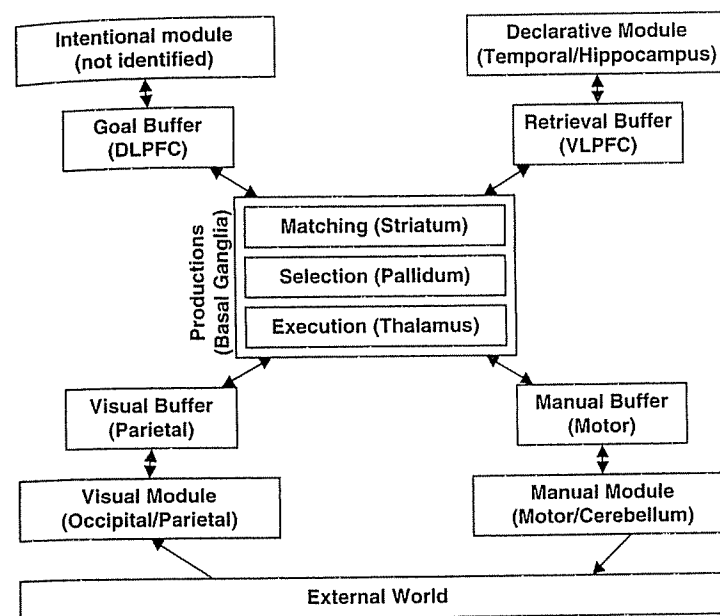 Intentional module
(not identified)
Declarative Module
(Temporal/Hippocampus)
Goal Buffer
(DLPFC)
Retrieval Buffer
(VLPFC)
Productions
(Basal Ganglia)
Matching (Striatum)
Selection (Pallidum)
Execution (Thalamus)
Visual Buffer
(Parietal)
Manual Buffer
(Motor)
Visual Module
(Occipital/Parietal)
Manual Module
(Motor/Cerebellum)
External World